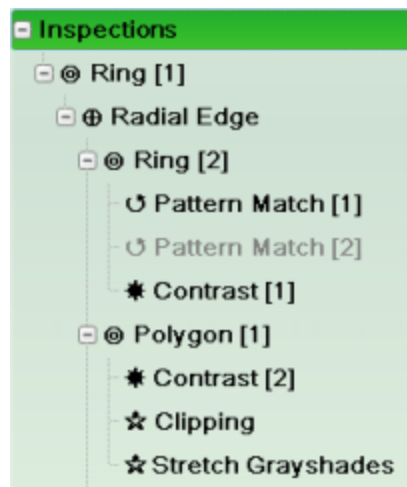 Inspections
Ring [1]
Radial Edge
Ring [2]
Pattern Match [1]
Pattern Match [2]
Contrast [1]
Polygon [1]
Contrast [2]
Clipping
Stretch Grayshades